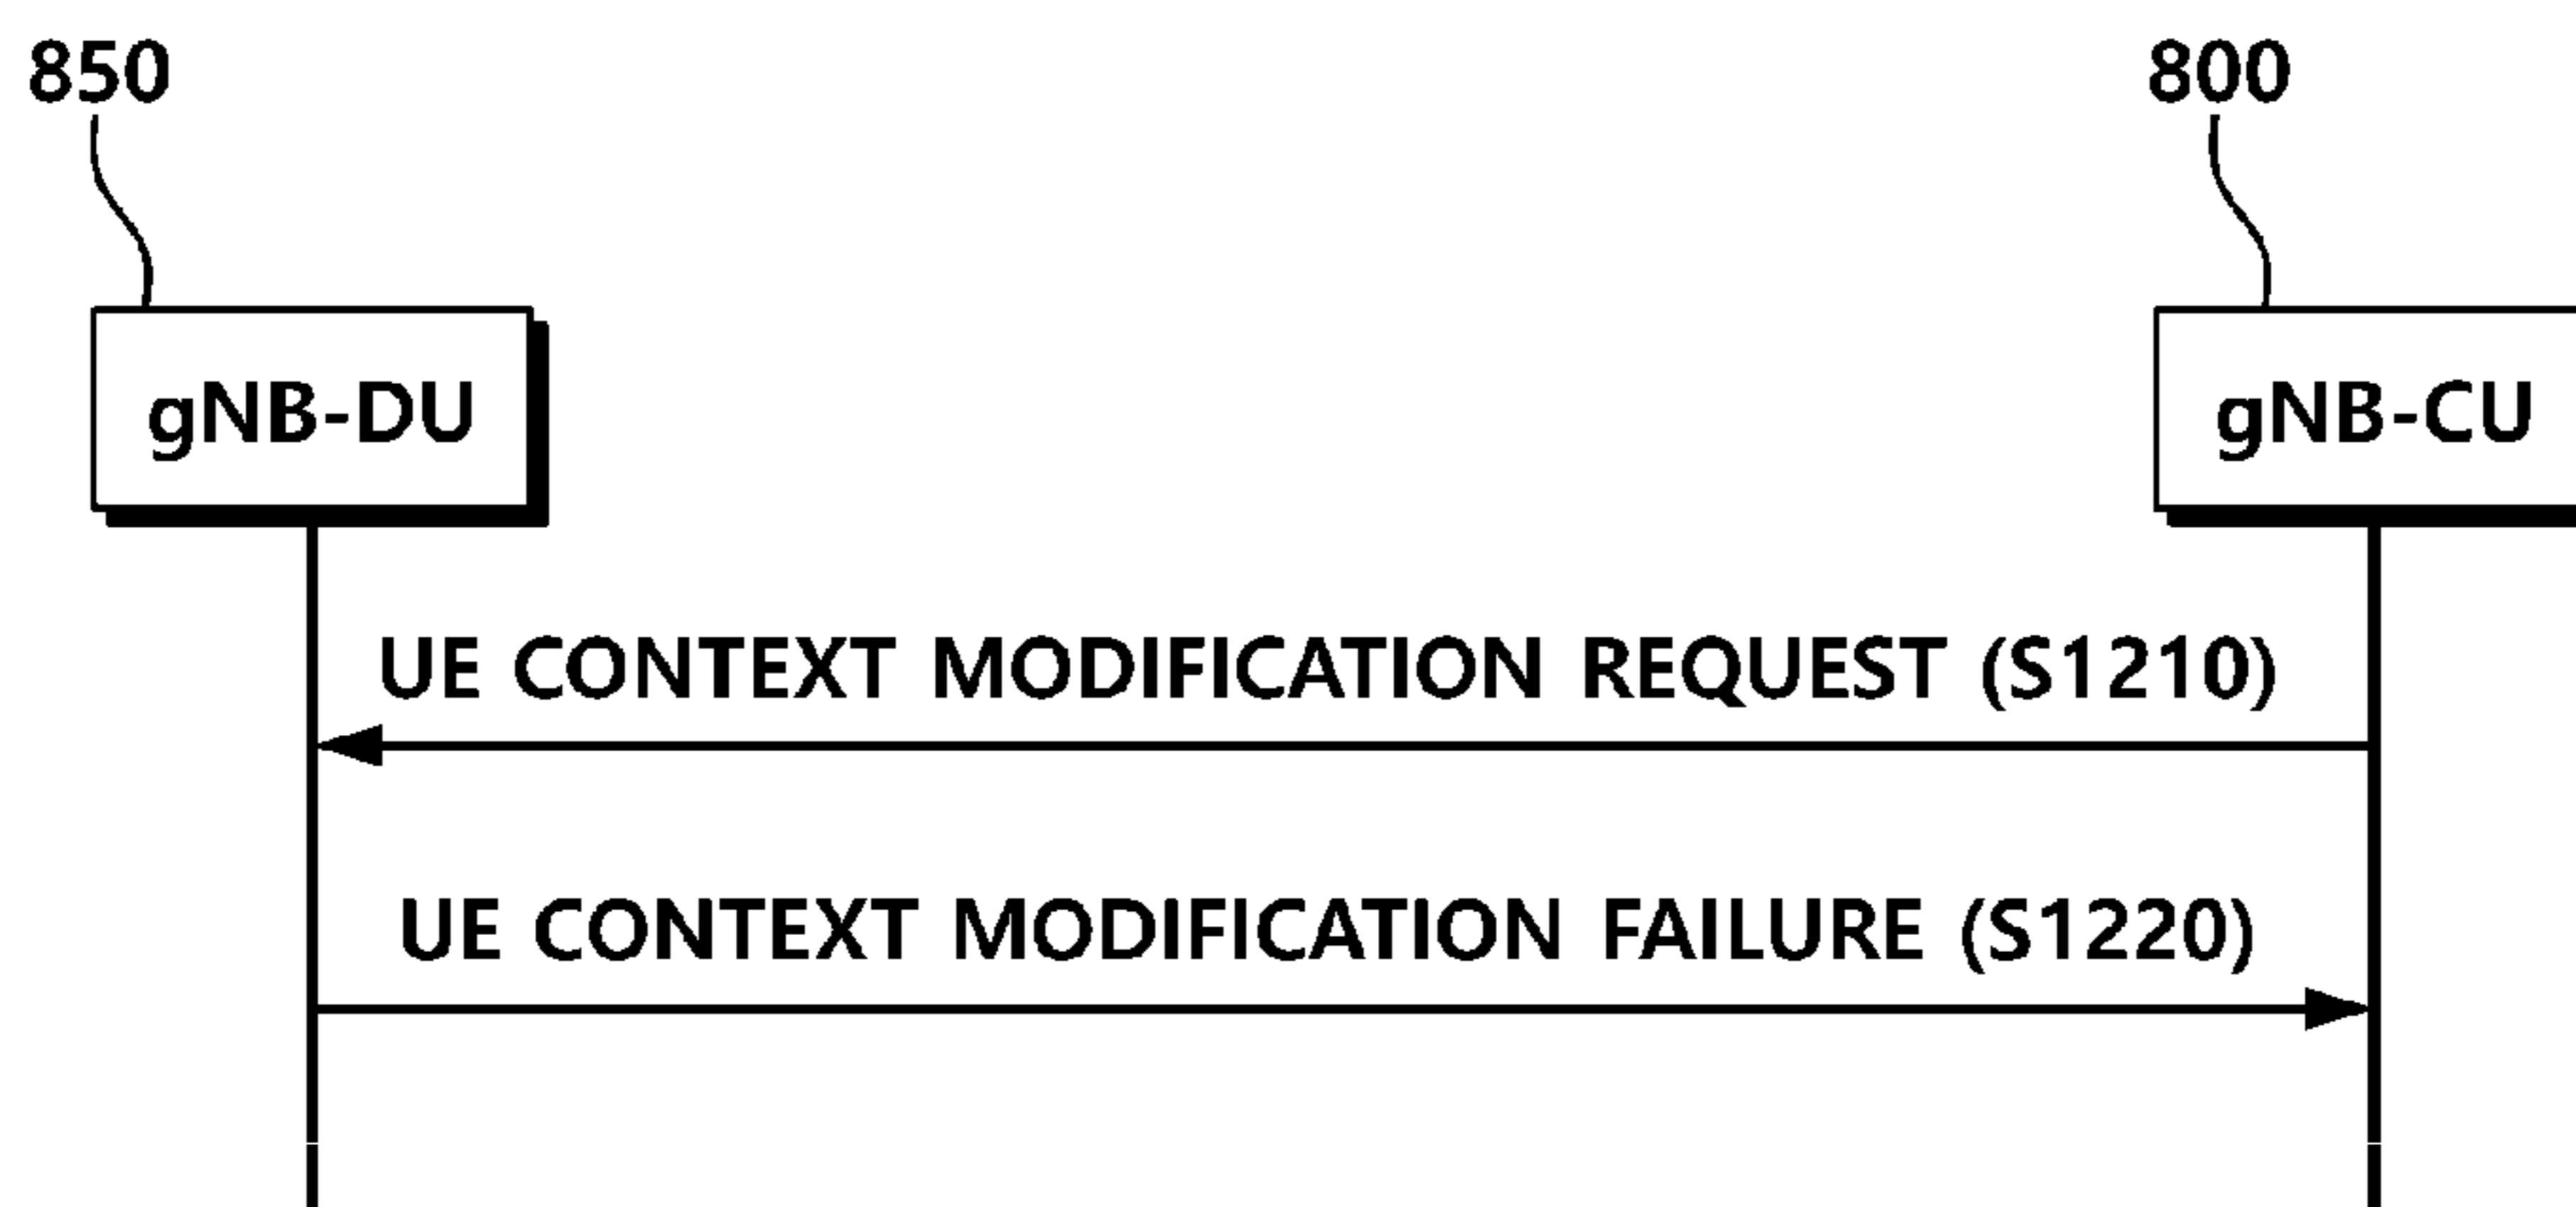 850
800
gNB-DU
gNB-CU
UE CONTEXT MODIFICATION REQUEST (S1210)
UE CONTEXT MODIFICATION FAILURE (S1220)